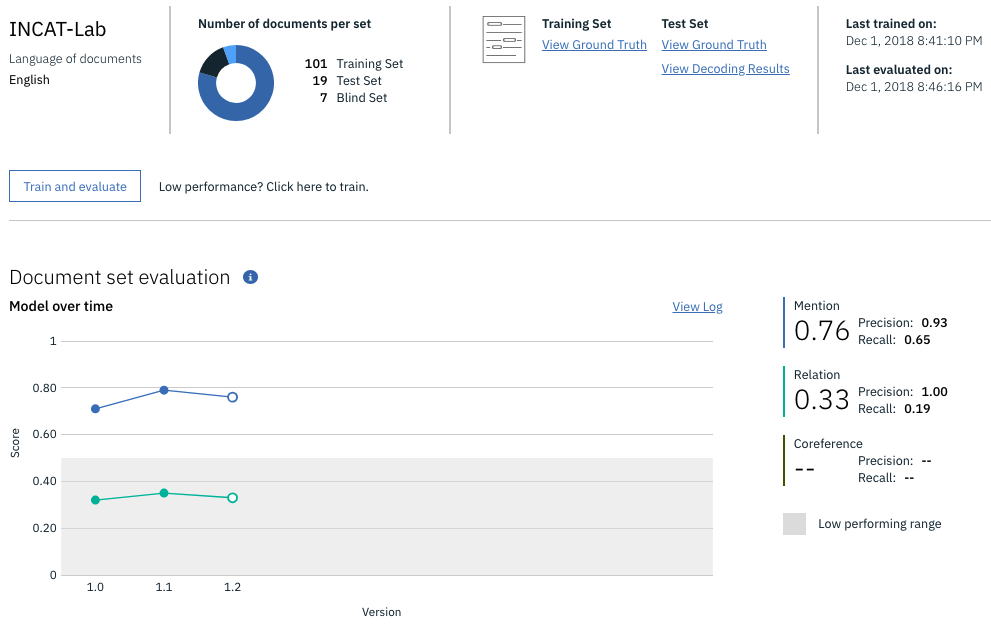 INCAT-Lab
Language of documents
English
Number of documents per set
101 Training Set
19 Test Set
7 Blind Set
Training Set
View Ground Truth
Test Set
View Ground Truth
View Decoding Results
Last trained on:
Dec 1, 2018 8:41:10 PM
Last evaluated on:
Dec 1, 2018 8:46:16 PM
Train and evaluate
Low performance? Click here to train.
Document set evaluation i
Model over time
View Log
1
0.80
0.60
0.40
0.20
0
Score
1.0 1.1 1.2
Version
Mention
0.76
Precision: 0.93
Recall: 0.65
Relation
0.33
Precision: 1.00
Recall: 0.19
Coreference
--
Precision: --
Recall: --
Low performing range